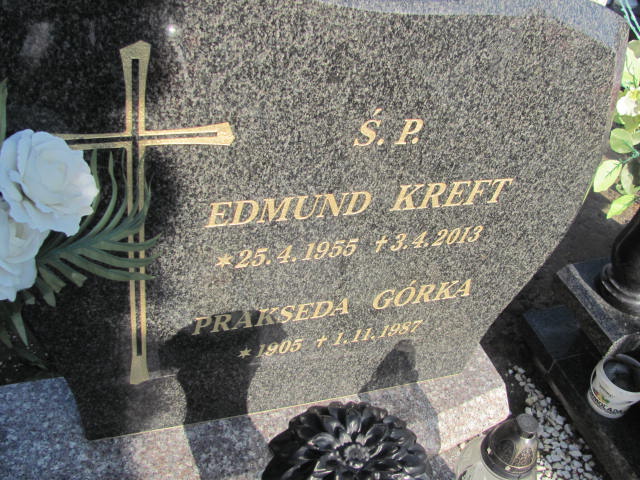 Ś. P.
EDMUND KREFT
* 25.4.1955 + 3.4.2013
PRAKSEDA GÓRKA
* 1905 + 1.11.1987